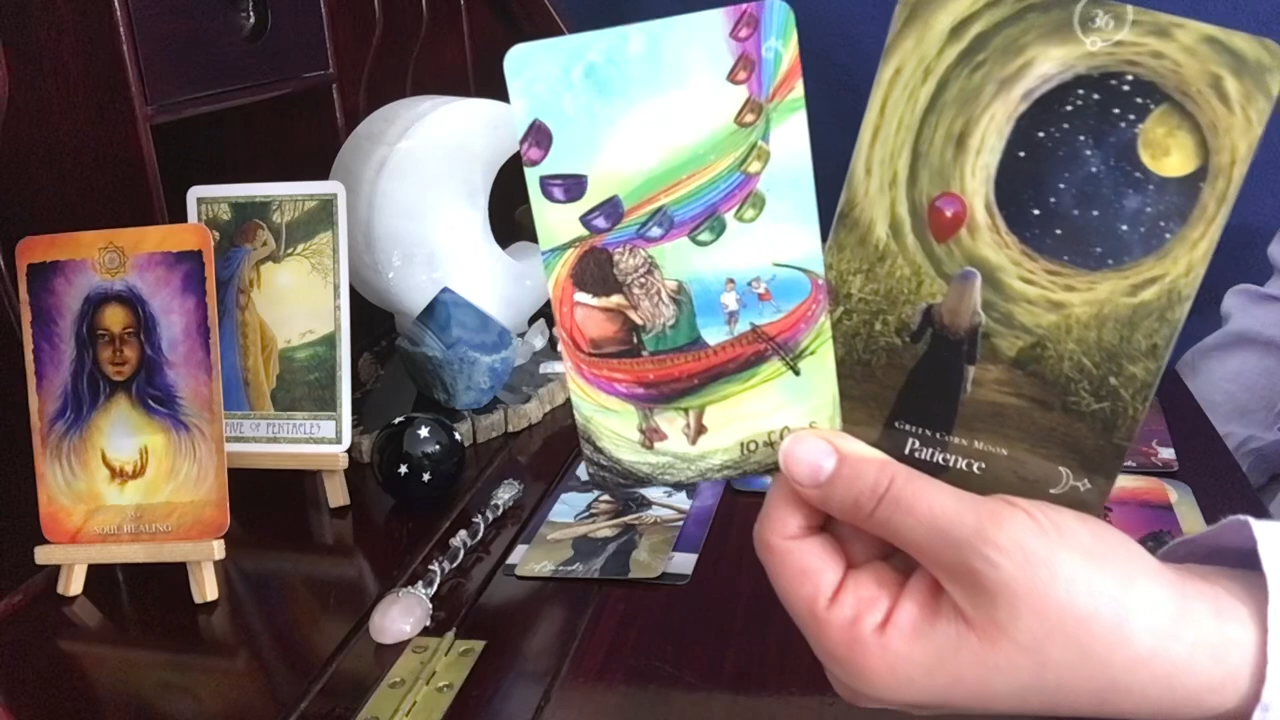 36
10 of
GREEN CORN MOON
Patience
FIVE OF PENTACLES
SOUL HEALING